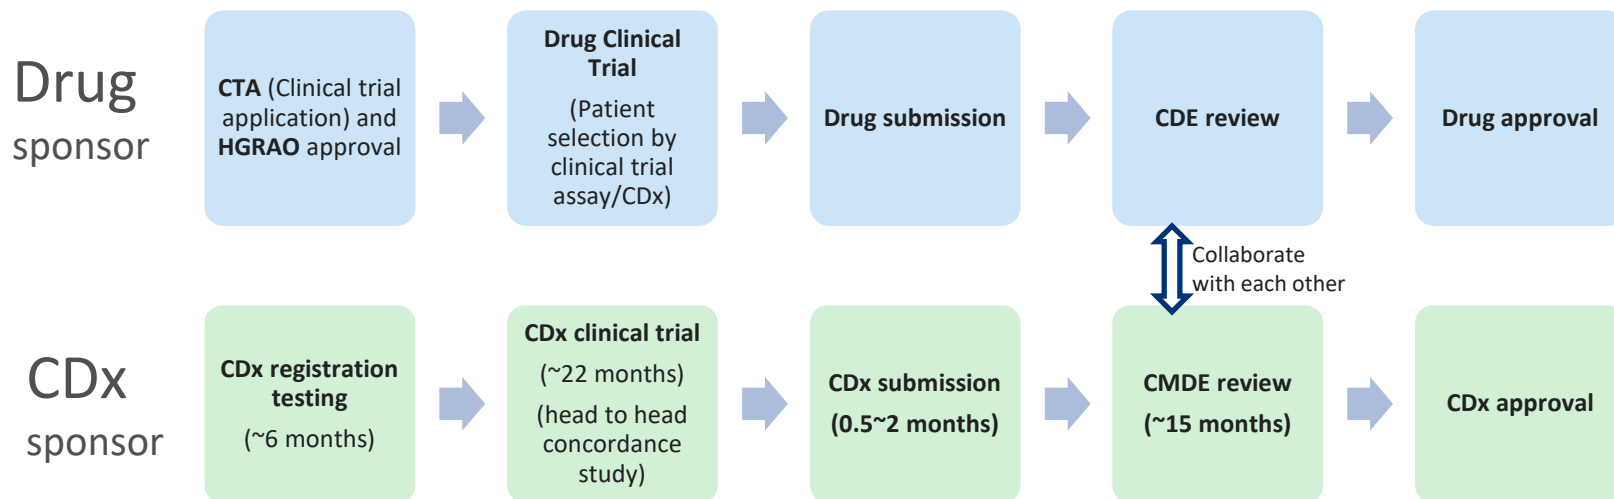 Drug
sponsor
CTA (Clinical trial
application) and
HGRAO approval
Drug Clinical
Trial
(Patient
selection by
clinical trial
assay/CDx)
Drug submission
CDE review
Drug approval
Collaborate
with each other
CDx
sponsor
CDx registration
testing
(~6 months)
CDx clinical trial
(~22 months)
(head to head
concordance
study)
CDx submission
(0.5~2 months)
CMDE review
(~15 months)
CDx approval